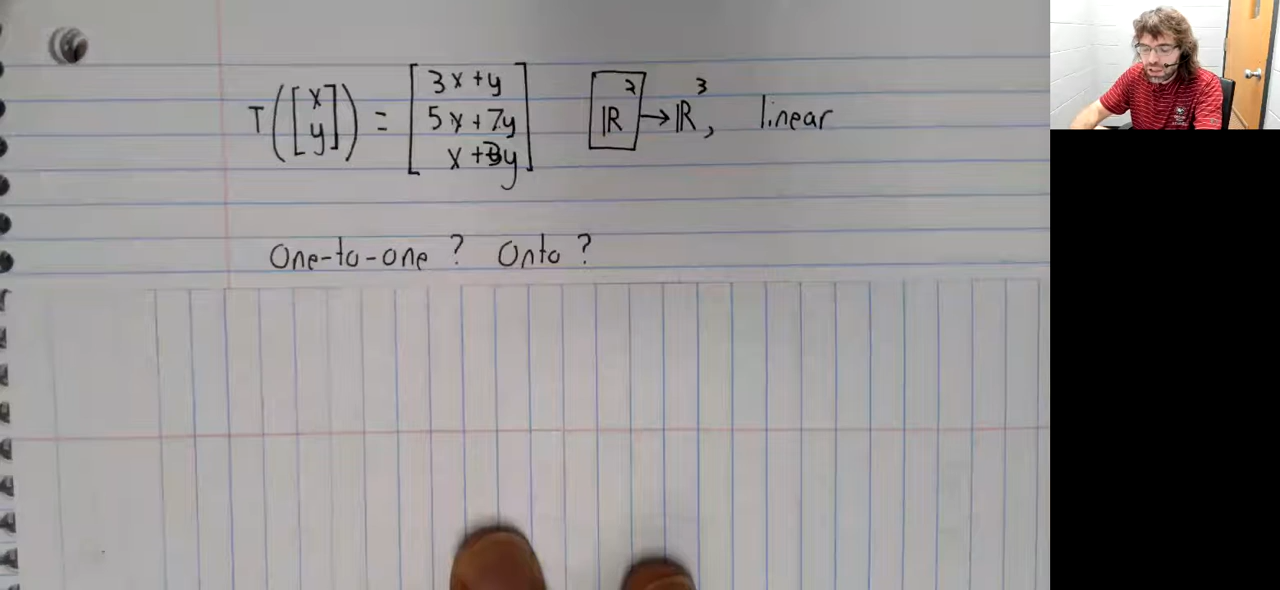 T([x y]) = [3x+y 5x+7y x+3y] ℝ² → ℝ³, linear
One-to-one? Onto?